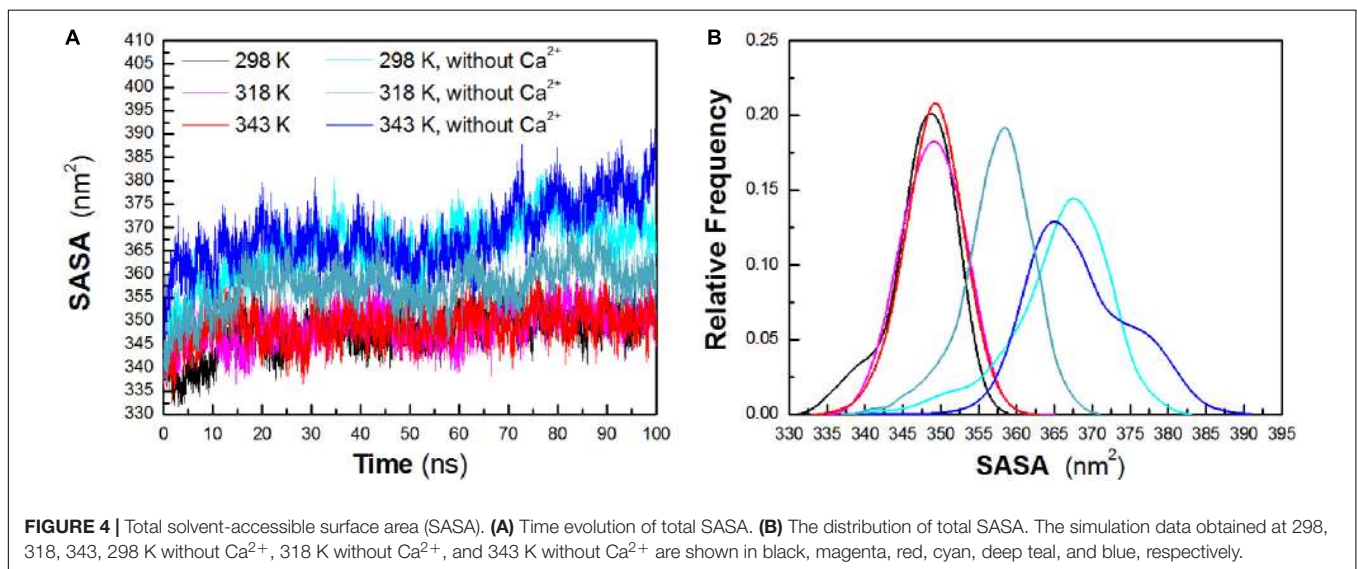 A
410
405
400
395
390
385
380
375
370
365
360
355
350
345
340
335
330
SASA (nm²)
298 K
318 K
343 K
298 K, without Ca²⁺
318 K, without Ca²⁺
343 K, without Ca²⁺
0 10 20 30 40 50 60 70 80 90 100
Time (ns)
B
0.25
0.20
0.15
0.10
0.05
0.00
Relative Frequency
330 335 345 350 360 365 370 375 380 385 390 395
SASA (nm²)
FIGURE 4 | Total solvent-accessible surface area (SASA). (A) Time evolution of total SASA. (B) The distribution of total SASA. The simulation data obtained at 298,
318, 343, 298 K without Ca²⁺, 318 K without Ca²⁺, and 343 K without Ca²⁺ are shown in black, magenta, red, cyan, deep teal, and blue, respectively.